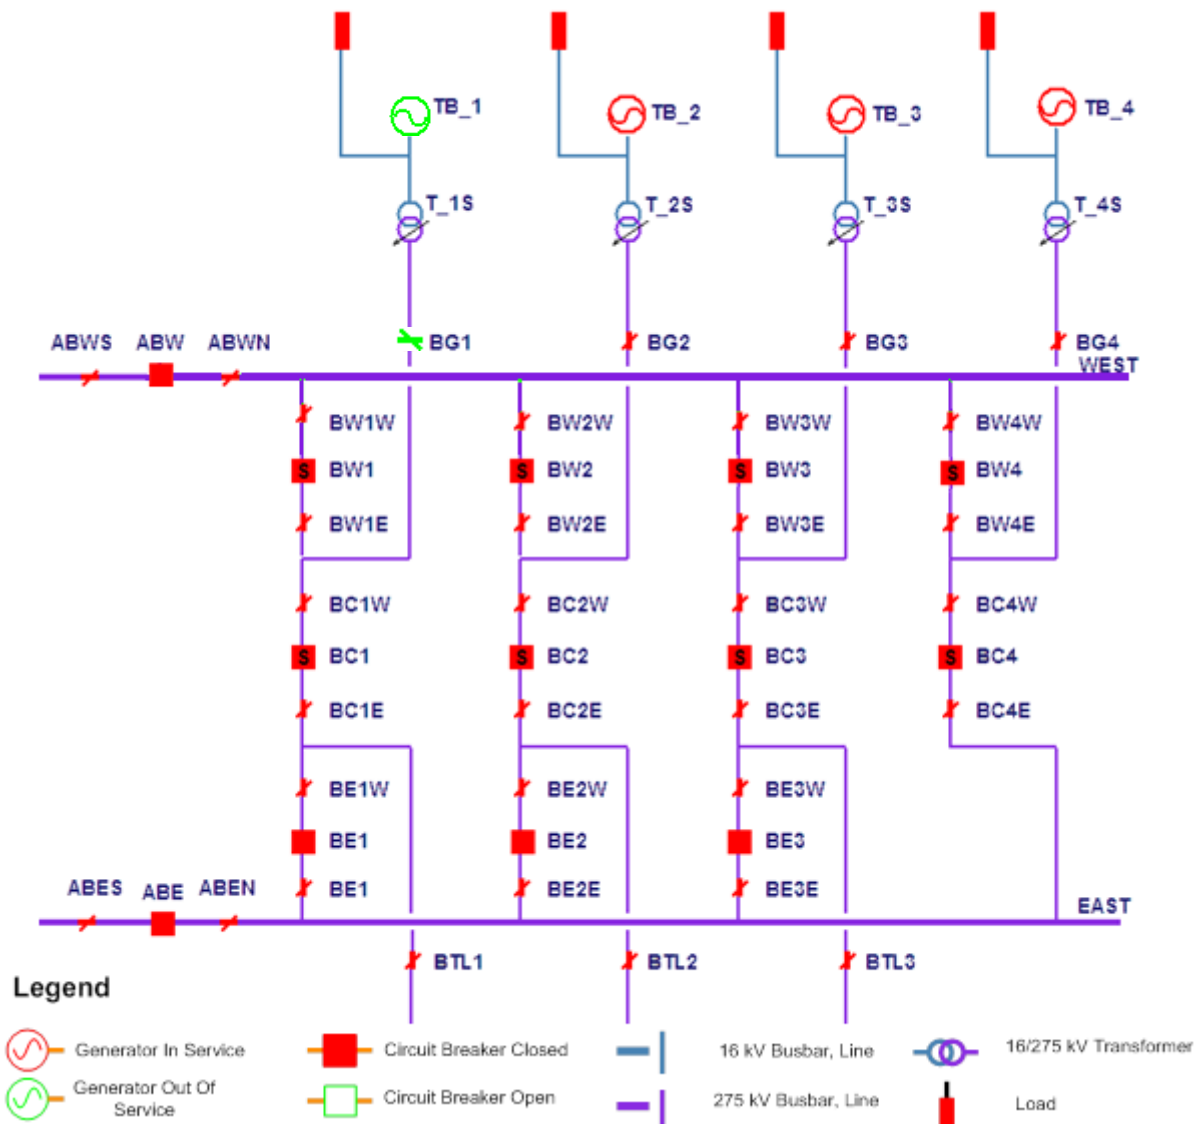 TB_1 TB_2 TB_3 TB_4
T_1S T_2S T_3S T_4S
ABWS ABW ABWN BG1 BG2 BG3 BG4
WEST
BW1W BW2W BW3W BW4W
S BW1 S BW2 S BW3 S BW4
BW1E BW2E BW3E BW4E
BC1W BC2W BC3W BC4W
S BC1 S BC2 S BC3 S BC4
BC1E BC2E BC3E BC4E
BE1W BE2W BE3W
BE1 BE2 BE3
ABES ABE ABEN BE1 BE2E BE3E
EAST
BTL1 BTL2 BTL3
Legend
Generator In Service Circuit Breaker Closed 16 kV Busbar, Line 16/275 kV Transformer
Generator Out Of
Service
Circuit Breaker Open 275 kV Busbar, Line Load